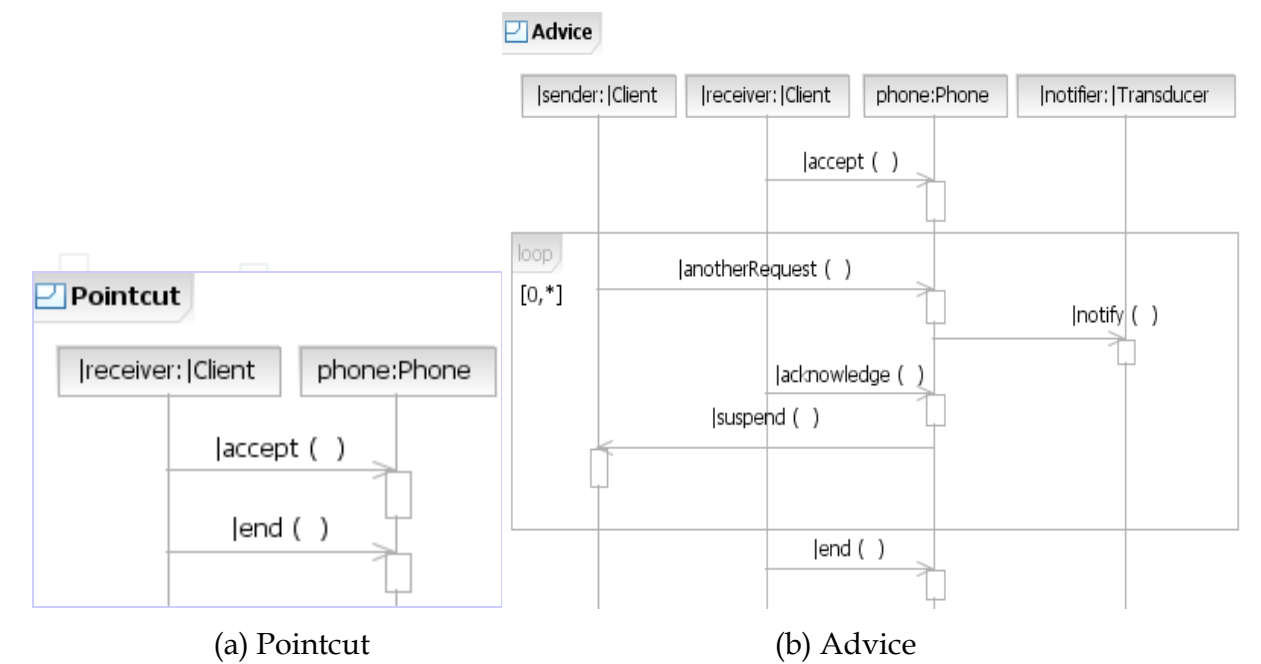 Pointcut
|receiver:|Client
phone:Phone
|accept ( )
|end ( )
(a) Pointcut
Advice
|sender:|Client
|receiver:|Client
phone:Phone
|notifier:|Transducer
|accept ( )
loop
[0,*]
|anotherRequest ( )
|notify ( )
|acknowledge ( )
|suspend ( )
|end ( )
(b) Advice